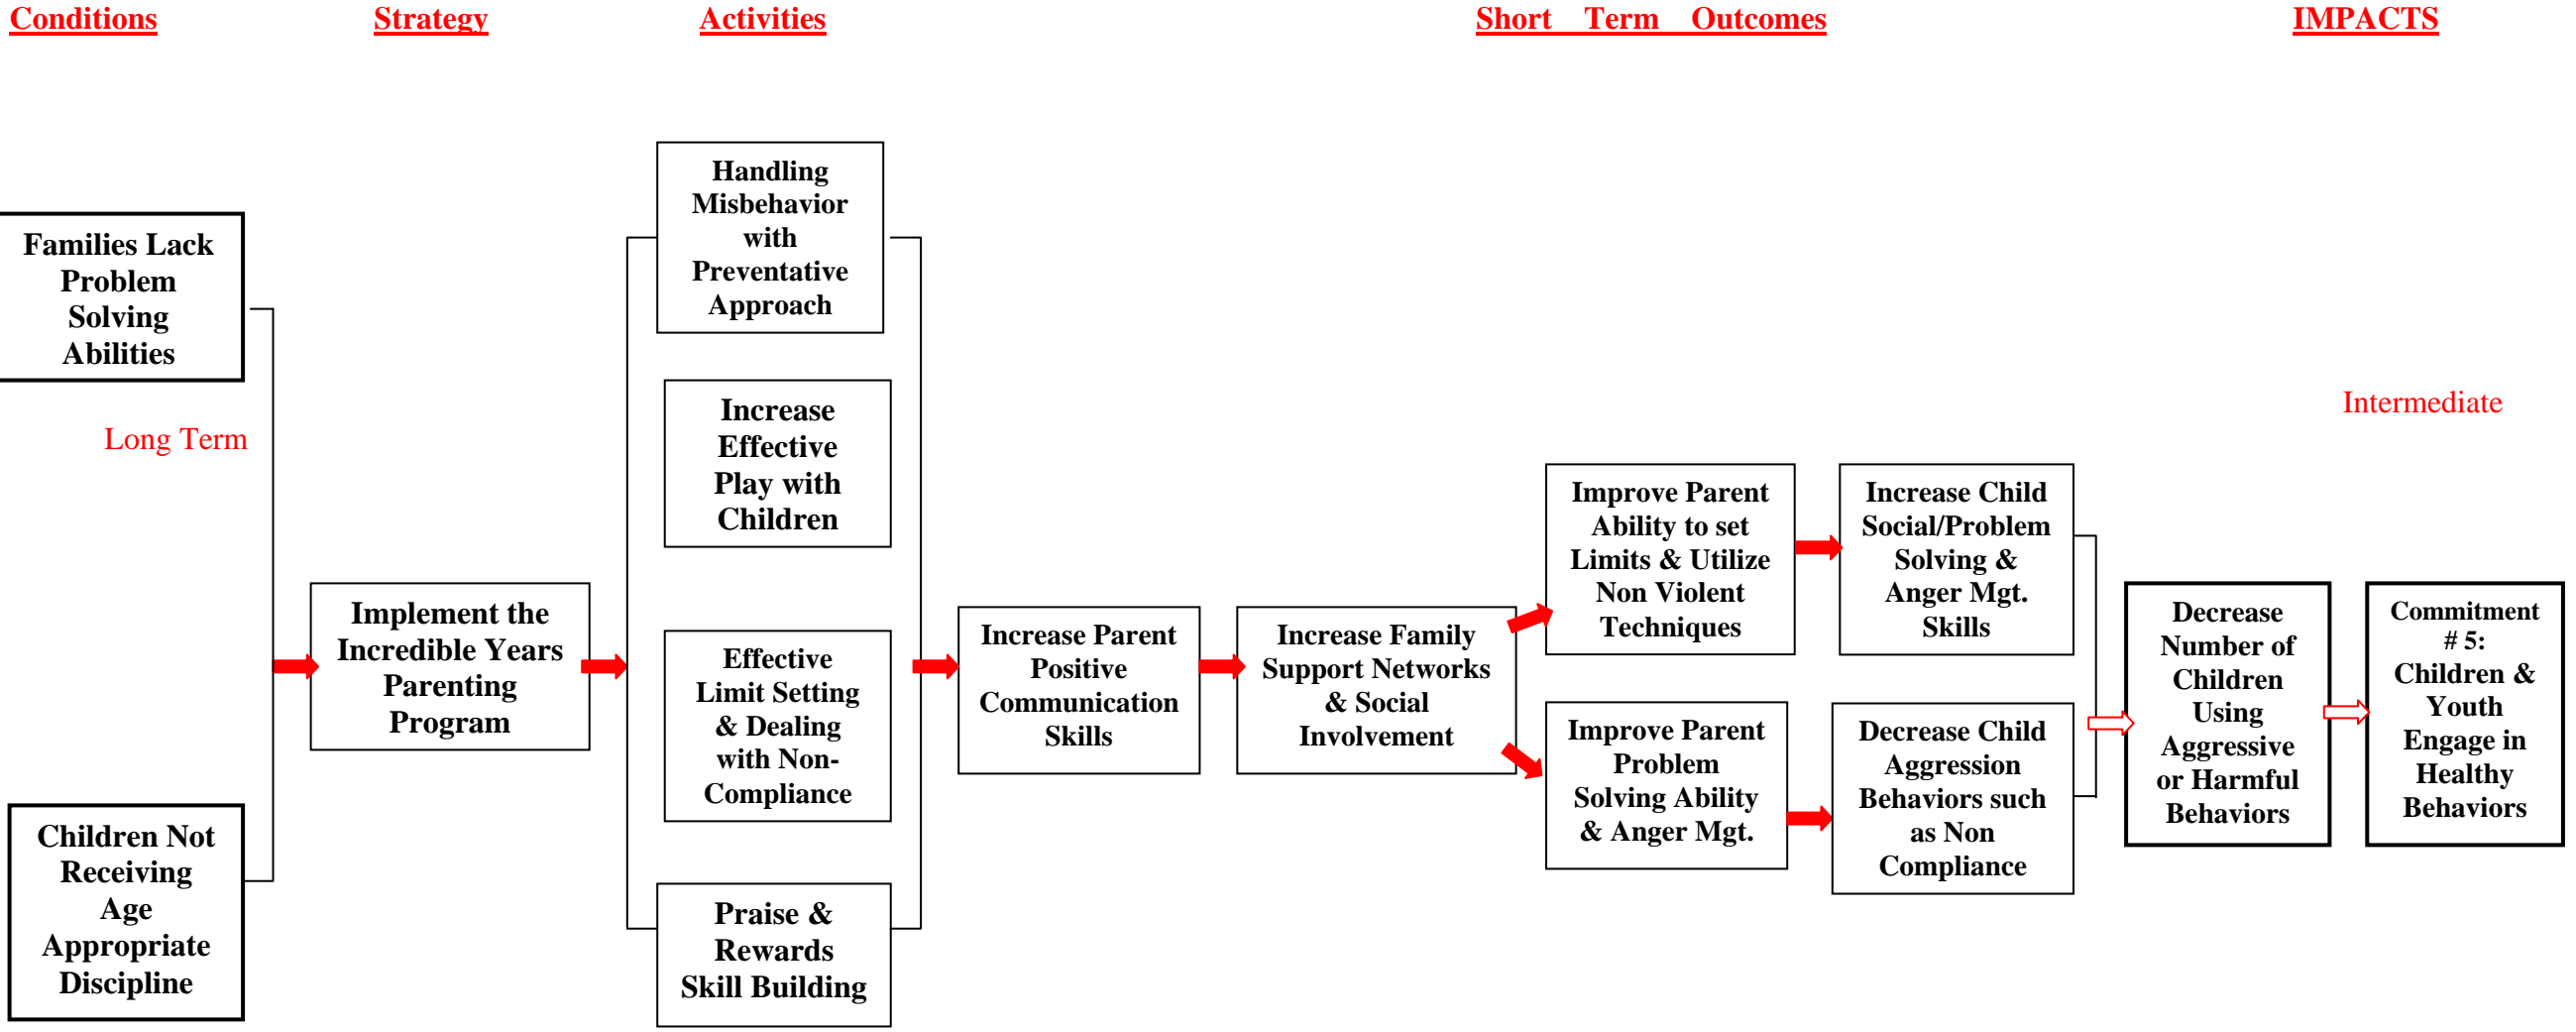 Conditions
Strategy
Activities
Short Term Outcomes
IMPACTS
Families Lack
Problem
Solving
Abilities
Long Term
Children Not
Receiving
Age
Appropriate
Discipline
Implement the
Incredible Years
Parenting
Program
Handling
Misbehavior
with
Preventative
Approach
Increase
Effective
Play with
Children
Effective
Limit Setting
& Dealing
with Non-
Compliance
Praise &
Rewards
Skill Building
Increase Parent
Positive
Communication
Skills
Increase Family
Support Networks
& Social
Involvement
Improve Parent
Ability to set
Limits & Utilize
Non Violent
Techniques
Improve Parent
Problem
Solving Ability
& Anger Mgt.
Increase Child
Social/Problem
Solving &
Anger Mgt.
Skills
Decrease Child
Aggression
Behaviors such
as Non
Compliance
Intermediate
Decrease
Number of
Children
Using
Aggressive
or Harmful
Behaviors
Commitment
# 5:
Children &
Youth
Engage in
Healthy
Behaviors